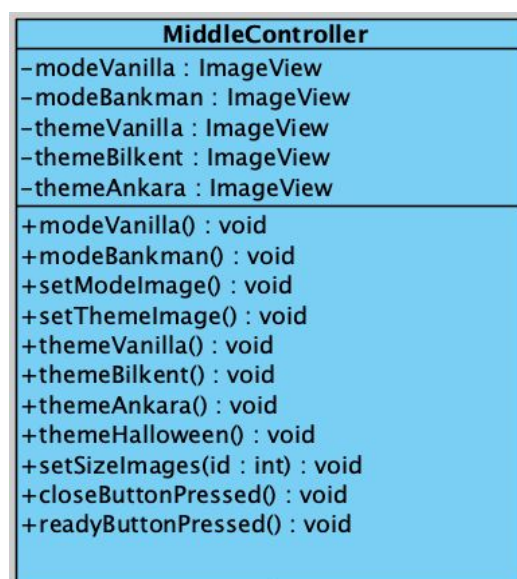 MiddleController
-modeVanilla : ImageView
-modeBankman : ImageView
-themeVanilla : ImageView
-themeBilkent : ImageView
-themeAnkara : ImageView
+modeVanilla() : void
+modeBankman() : void
+setModeImage() : void
+setThemeImage() : void
+themeVanilla() : void
+themeBilkent() : void
+themeAnkara() : void
+themeHalloween() : void
+setSizeImages(id : int) : void
+closeButtonPressed() : void
+readyButtonPressed() : void